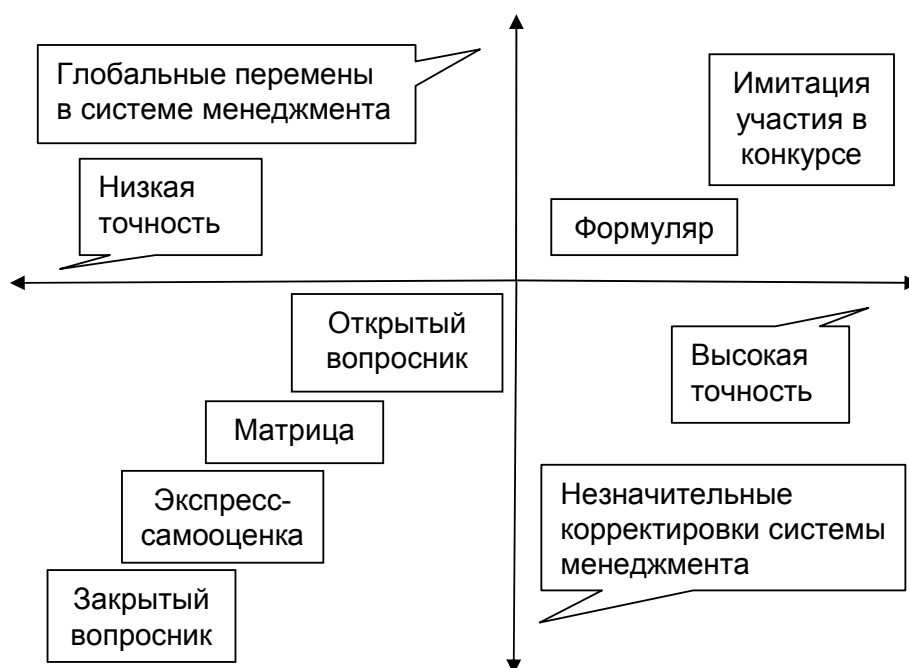 Глобальные перемены
в системе менеджмента
Имитация
участия в
конкурсе
Низкая
точность
Формуляр
Открытый
вопросник
Высокая
точность
Матрица
Экспресс-
самооценка
Незначительные
корректировки системы
менеджмента
Закрытый
вопросник